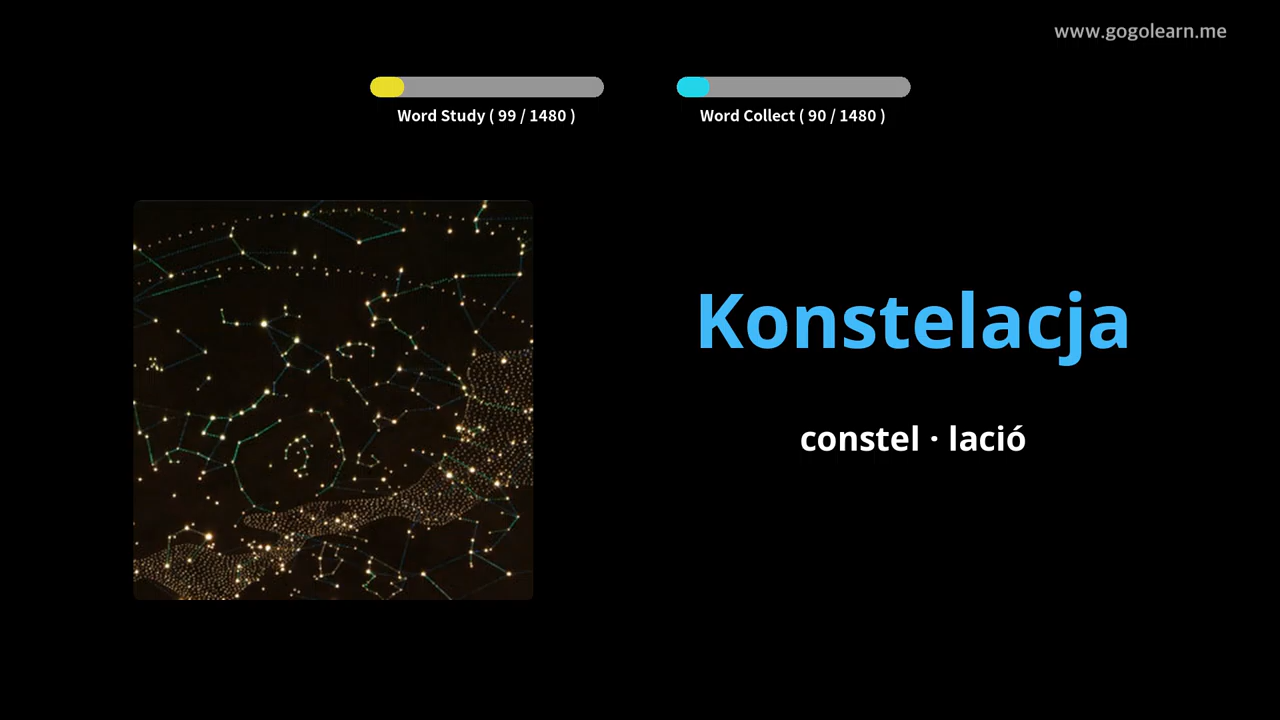 www.gogolearn.me
Word Study ( 99 / 1480 )
Word Collect ( 90 / 1480 )
Konstelacja
constel · lació